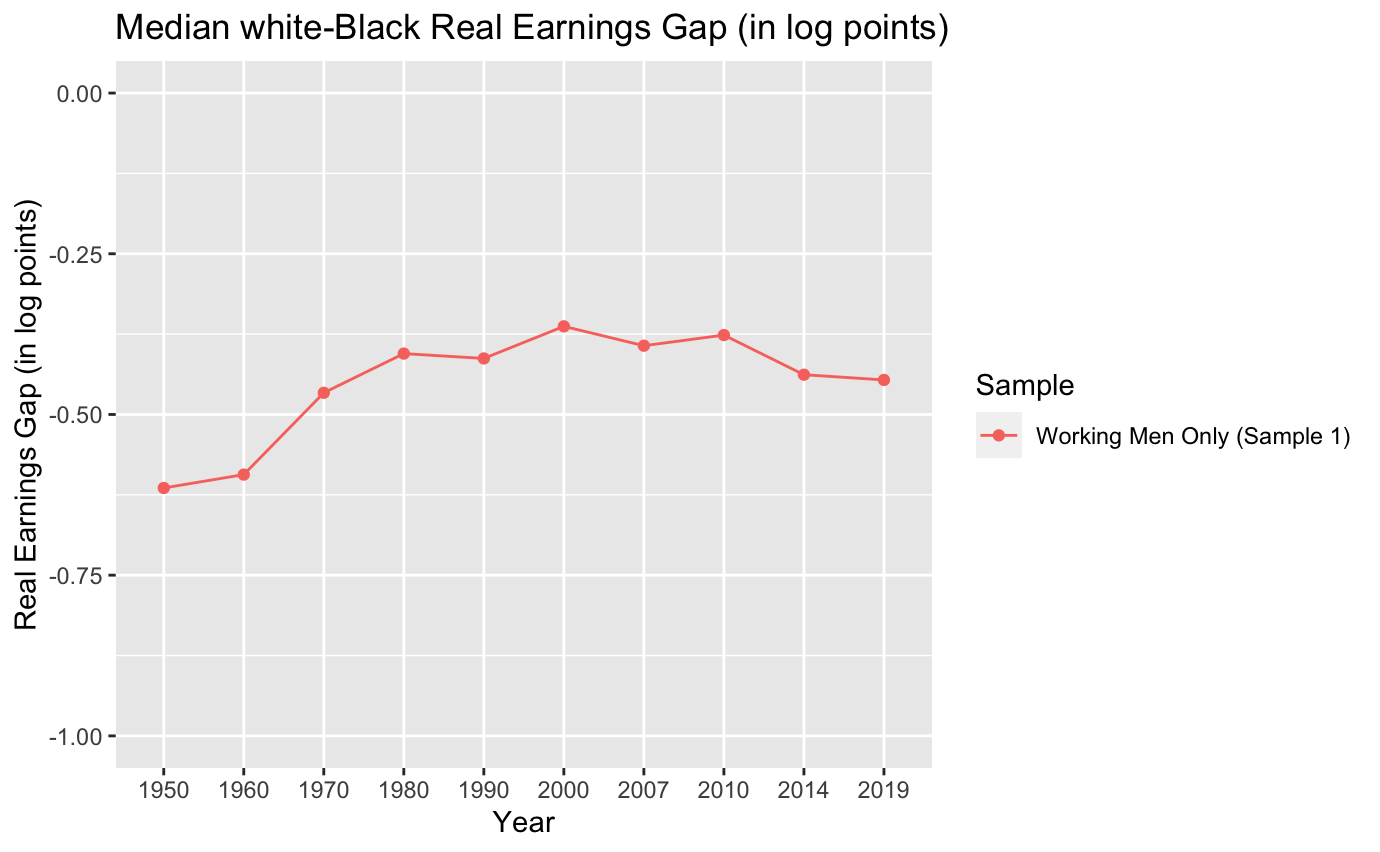 Median white-Black Real Earnings Gap (in log points)
Real Earnings Gap (in log points)
0.00
-0.25
-0.50
-0.75
-1.00
1950 1960 1970 1980 1990 2000 2007 2010 2014 2019
Year
Sample
Working Men Only (Sample 1)